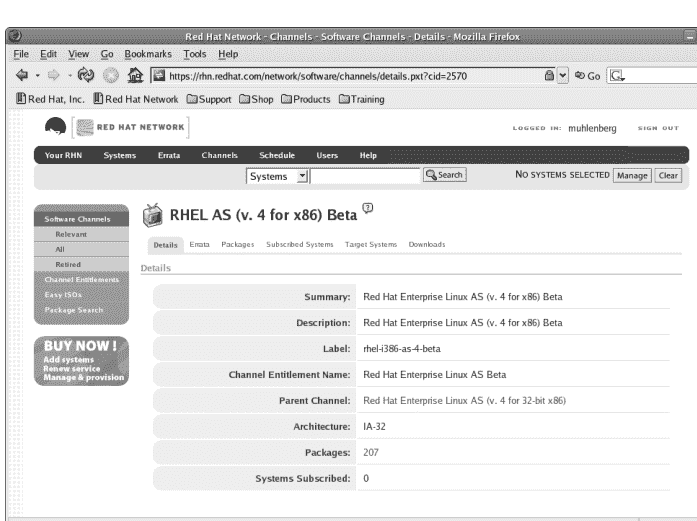 Red Hat Network - Channels - Software Channels - Details - Mozilla Firefox
File Edit View Go Bookmarks Tools Help
https://rhn.redhat.com/network/software/channels/details.pxt?cid=2570 Go
Red Hat, Inc. Red Hat Network Support Shop Products Training
RED HAT NETWORK LOGGED IN: muhlenberg SIGN OUT
Your RHN Systems Errata Channels Schedule Users Help
Systems Search NO SYSTEMS SELECTED Manage Clear
Software Channels
Relevant
All
Retired
Channel Entitlements
Easy ISOs
Package Search
BUY NOW!
Add systems
Renew service
Manage & provision
RHEL AS (v. 4 for x86) Beta ?
Details Errata Packages Subscribed Systems Target Systems Downloads
Details
Summary: Red Hat Enterprise Linux AS (v. 4 for x86) Beta
Description: Red Hat Enterprise Linux AS (v. 4 for x86) Beta
Label: rhel-i386-as-4-beta
Channel Entitlement Name: Red Hat Enterprise Linux AS Beta
Parent Channel: Red Hat Enterprise Linux AS (v. 4 for 32-bit x86)
Architecture: IA-32
Packages: 207
Systems Subscribed: 0